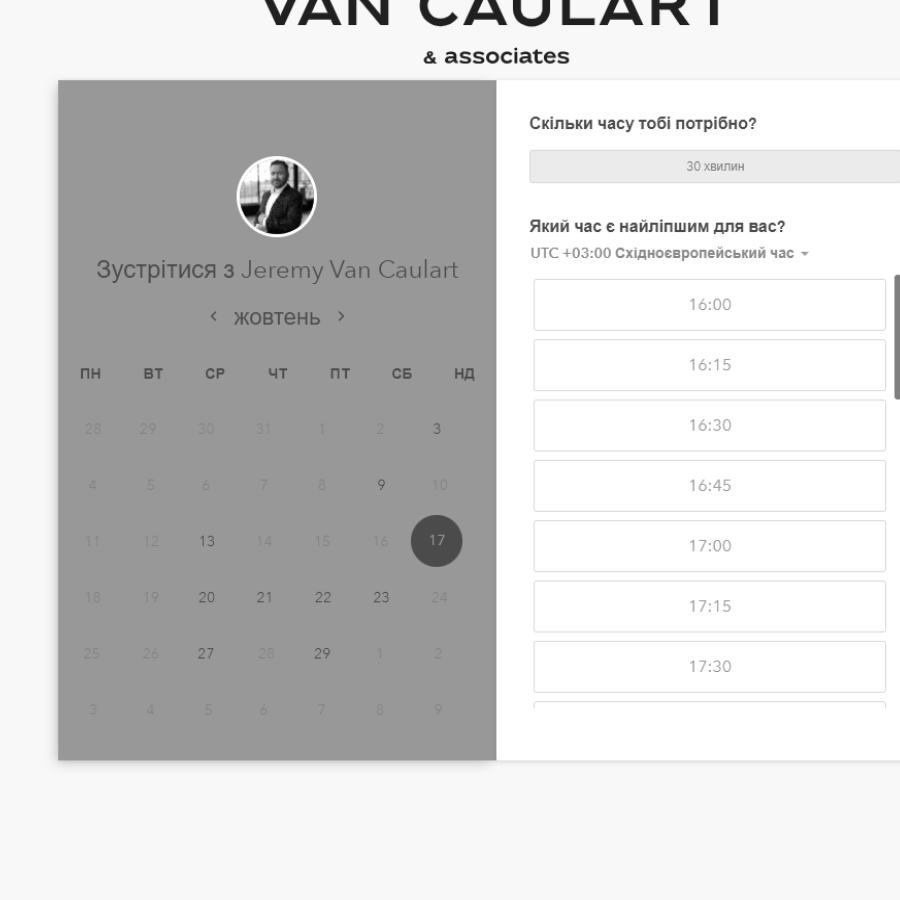 VAN CAULART
& associates
Зустрітися з Jeremy Van Caulart
‹ жовтень ›
ПН ВТ СР ЧТ ПТ СБ НД
28 29 30 31 1 2 3
4 5 6 7 8 9 10
11 12 13 14 15 16 17
18 19 20 21 22 23 24
25 26 27 28 29 1 2
3 4 5 6 7 8 9
Скільки часу тобі потрібно?
30 хвилин
Який час є найліпшим для вас?
UTC +03:00 Східноєвропейський час
16:00
16:15
16:30
16:45
17:00
17:15
17:30